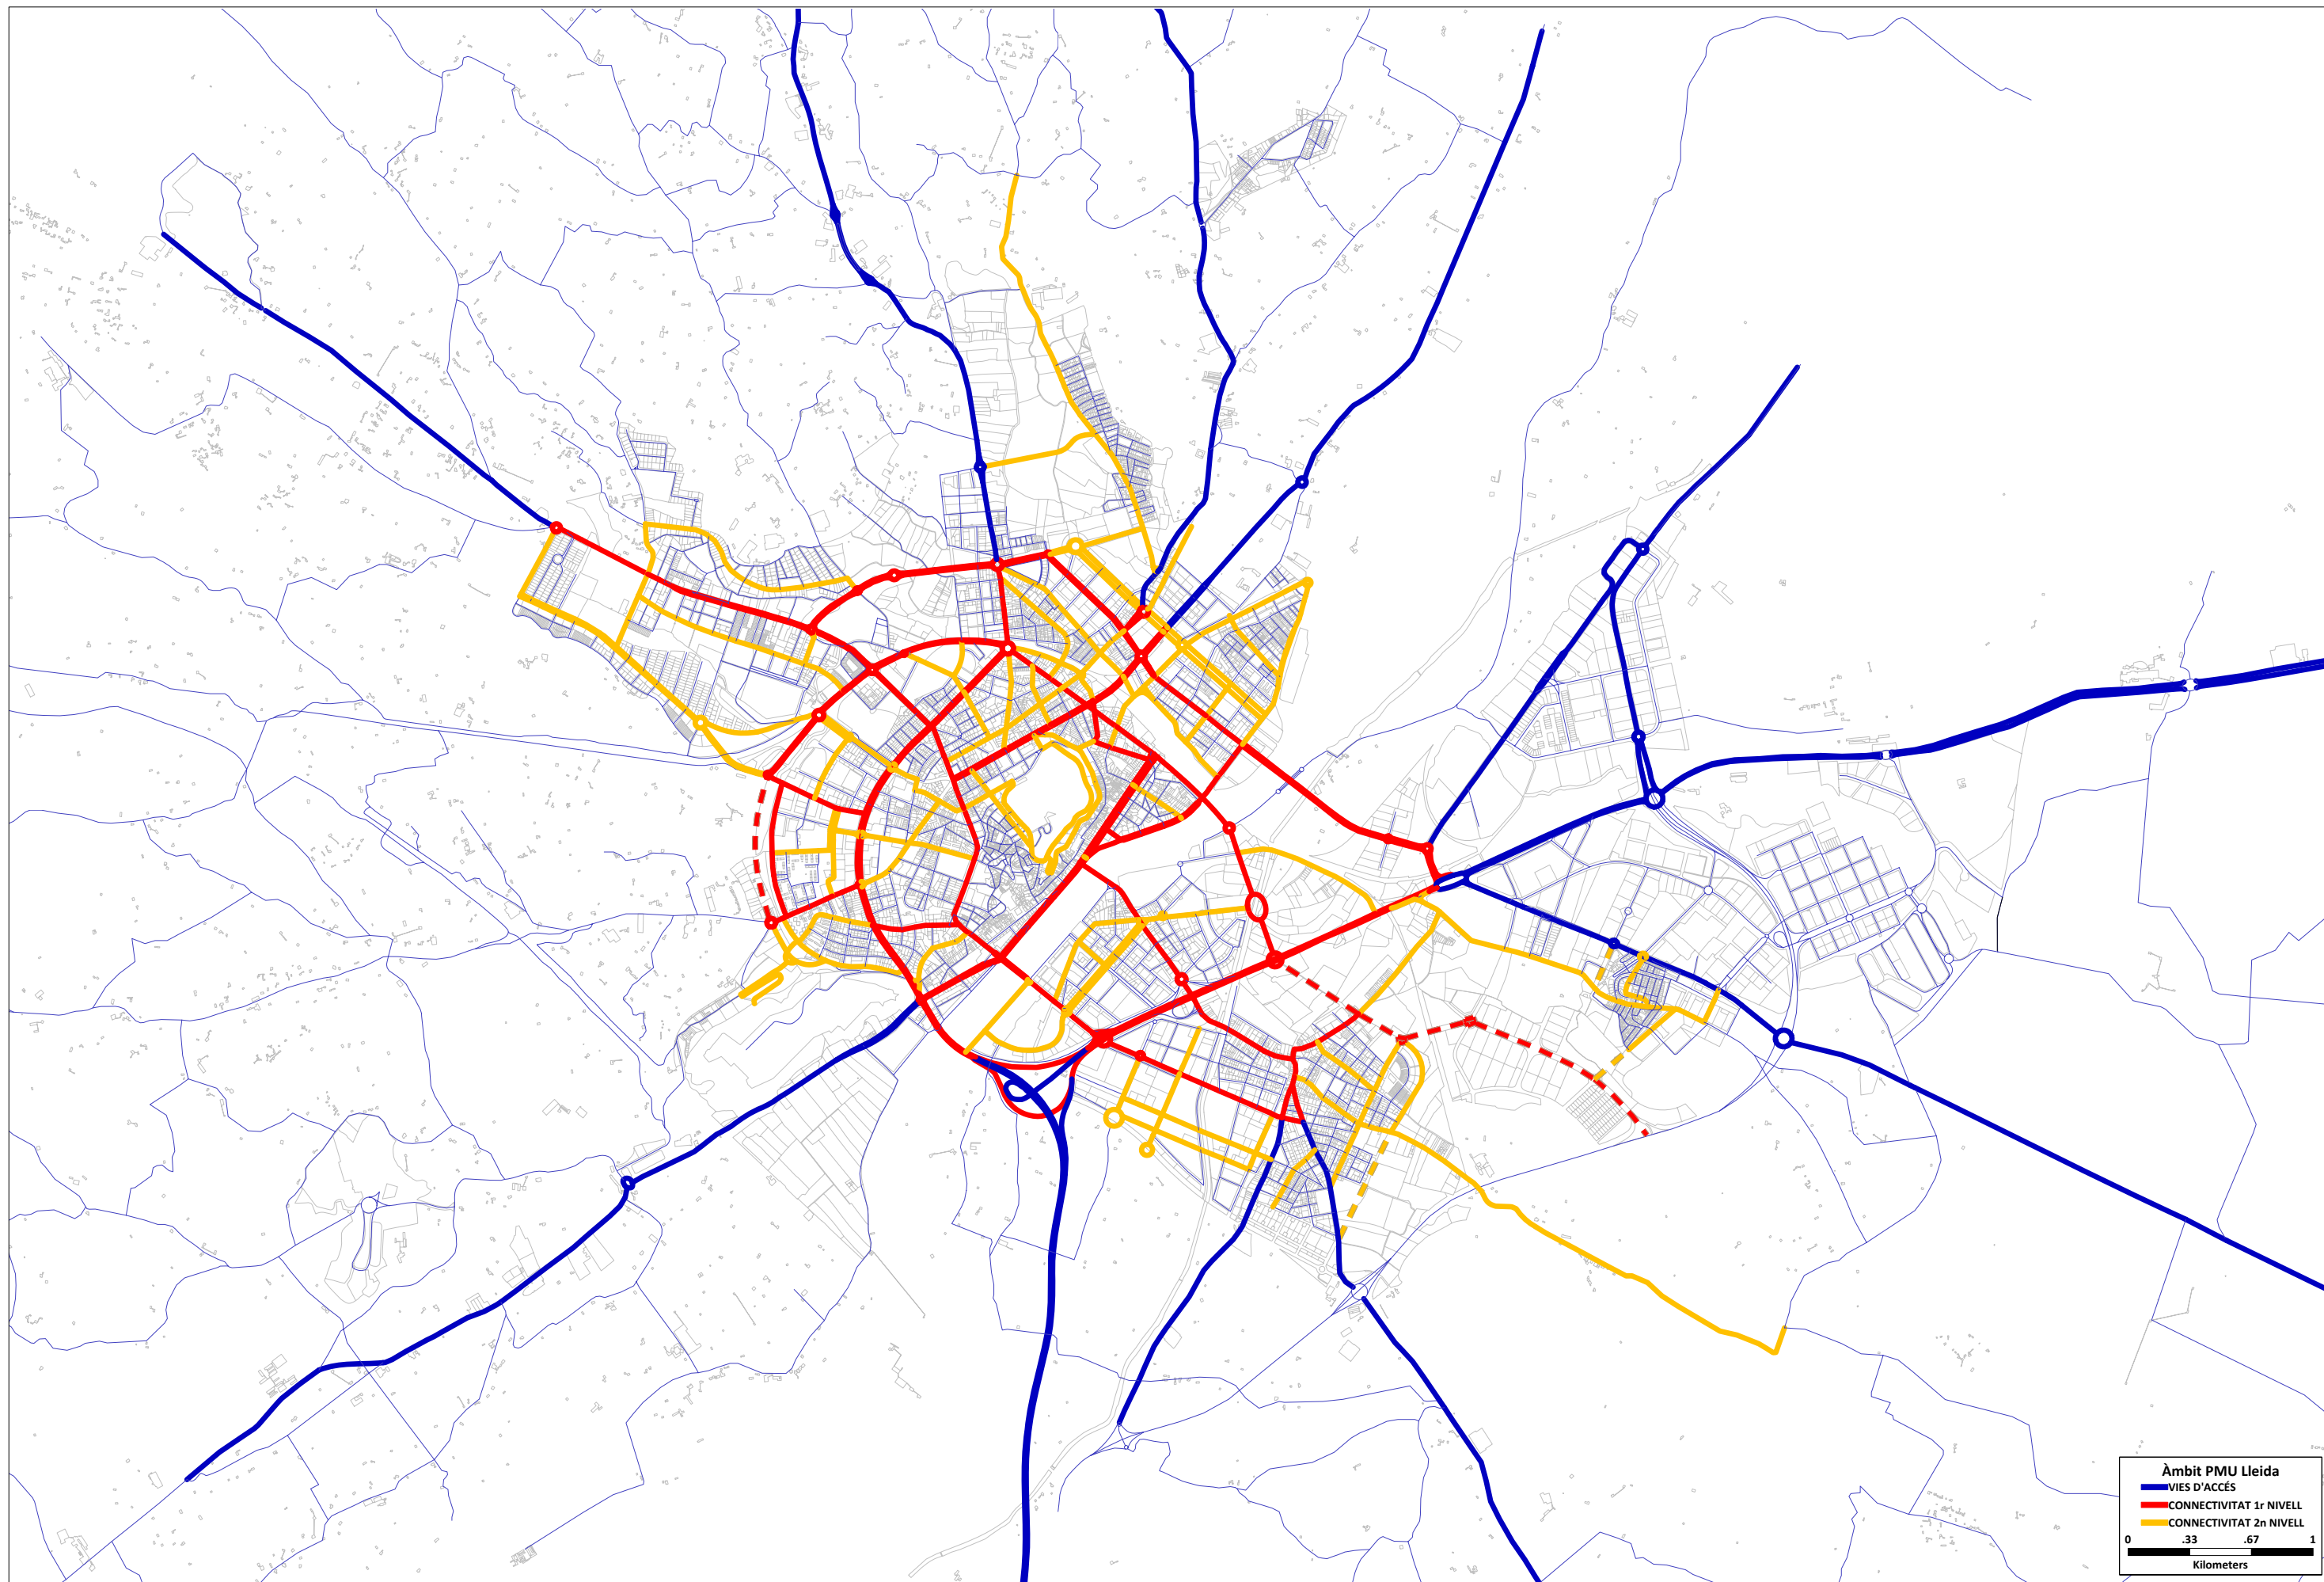 Àmbit PMU Lleida
VIES D'ACCÉS
CONNECTIVITAT 1r NIVELL
CONNECTIVITAT 2n NIVELL
0 .33 .67 1
Kilometers